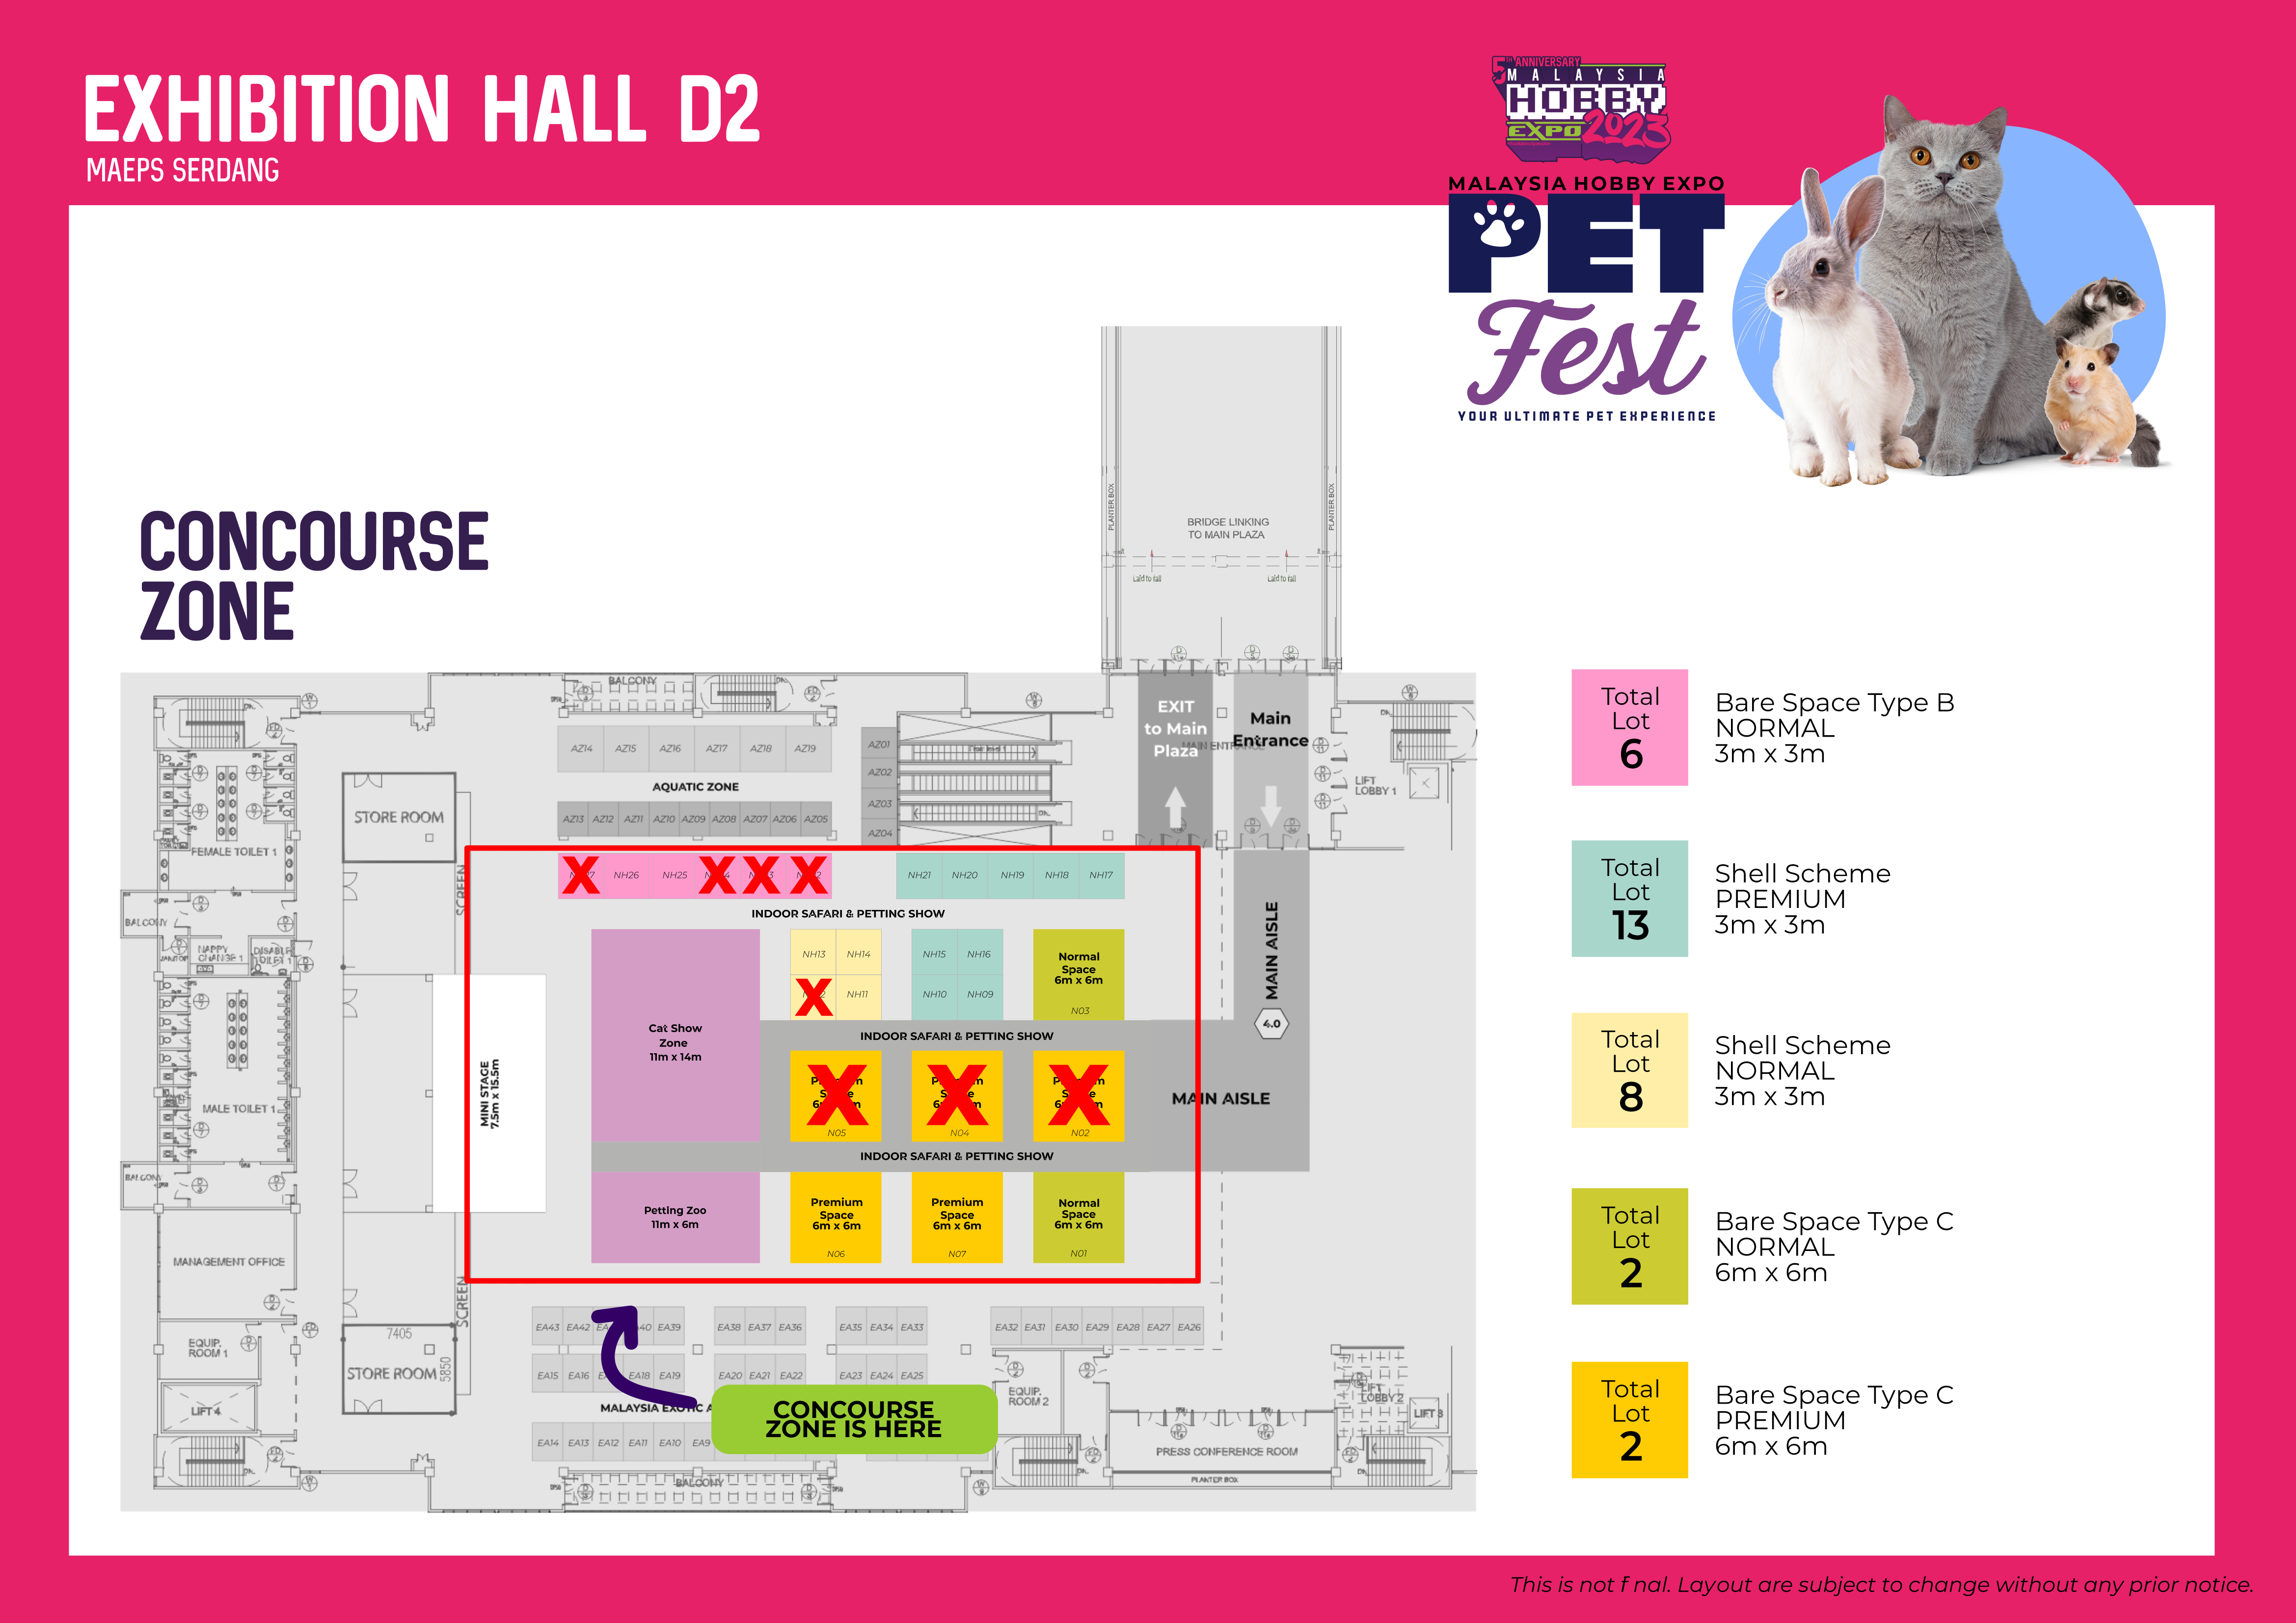 EXHIBITION HALL D2
MAEPS SERDANG
5TH ANNIVERSARY
MALAYSIA
HOBBY
EXPO 2023
MALAYSIA HOBBY EXPO
PET
Fest
YOUR ULTIMATE PET EXPERIENCE
CONCOURSE
ZONE
PLANTER BOX
PLANTER BOX
BRIDGE LINKING
TO MAIN PLAZA
Laid to fall
Laid to fall
BALCONY
EXIT
to Main
Plaza
Main
Entrance
LIFT
LOBBY 1
AZ14 AZ15 AZ16 AZ17 AZ18 AZ19
AZ01
AZ02
AZ03
AZ04
AQUATIC ZONE
AZ13 AZ12 AZ11 AZ10 AZ09 AZ08 AZ07 AZ06 AZ05
STORE ROOM
FEMALE TOILET 1
SCREEN
NH26 NH25
NH21 NH20 NH19 NH18 NH17
INDOOR SAFARI & PETTING SHOW
BALCONY
NAPPY
CHANGE 1
DISABLE
TOILET 1
JANITOR
NH13 NH14
NH11
NH15 NH16
NH10 NH09
Normal
Space
6m x 6m
N03
MAIN AISLE
4.0
Cat Show
Zone
11m x 14m
INDOOR SAFARI & PETTING SHOW
MINI STAGE
7.5m x 15.5m
N05
N04
N02
MAIN AISLE
MALE TOILET 1
INDOOR SAFARI & PETTING SHOW
BALCONY
Petting Zoo
11m x 6m
Premium
Space
6m x 6m
N06
Premium
Space
6m x 6m
N07
Normal
Space
6m x 6m
N01
MANAGEMENT OFFICE
SCREEN
EA43 EA42 EA39
EA38 EA37 EA36
EA35 EA34 EA33
EA32 EA31 EA30 EA29 EA28 EA27 EA26
7405
EQUIP.
ROOM 1
STORE ROOM
5850
EA15 EA16 EA18 EA19
EA20 EA21 EA22
EA23 EA24 EA25
MALAYSIA EXOTIC A
CONCOURSE
ZONE IS HERE
EQUIP.
ROOM 2
LIFT
LOBBY 2
LIFT 3
LIFT 4
EA14 EA13 EA12 EA11 EA10 EA9
PRESS CONFERENCE ROOM
PLANTER BOX
BALCONY
Total
Lot
6
Bare Space Type B
NORMAL
3m x 3m
Total
Lot
13
Shell Scheme
PREMIUM
3m x 3m
Total
Lot
8
Shell Scheme
NORMAL
3m x 3m
Total
Lot
2
Bare Space Type C
NORMAL
6m x 6m
Total
Lot
2
Bare Space Type C
PREMIUM
6m x 6m
This is not f nal. Layout are subject to change without any prior notice.